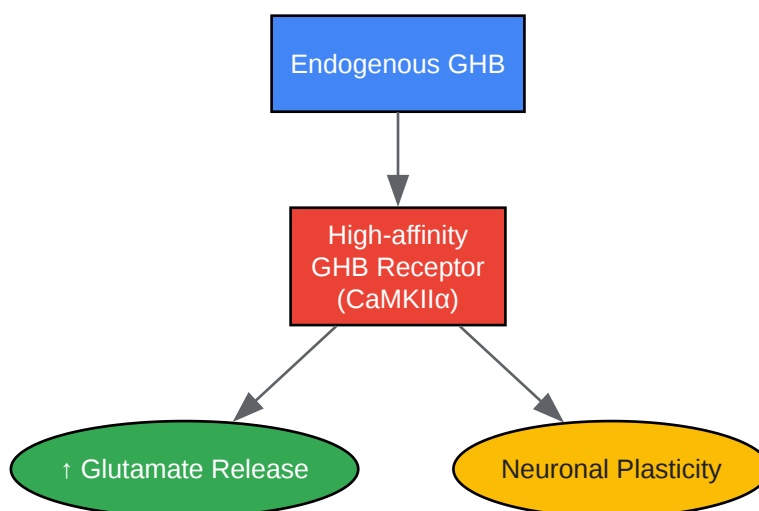 Endogenous GHB
High-affinity
GHB Receptor
(CaMKIIα)
↑ Glutamate Release
Neuronal Plasticity